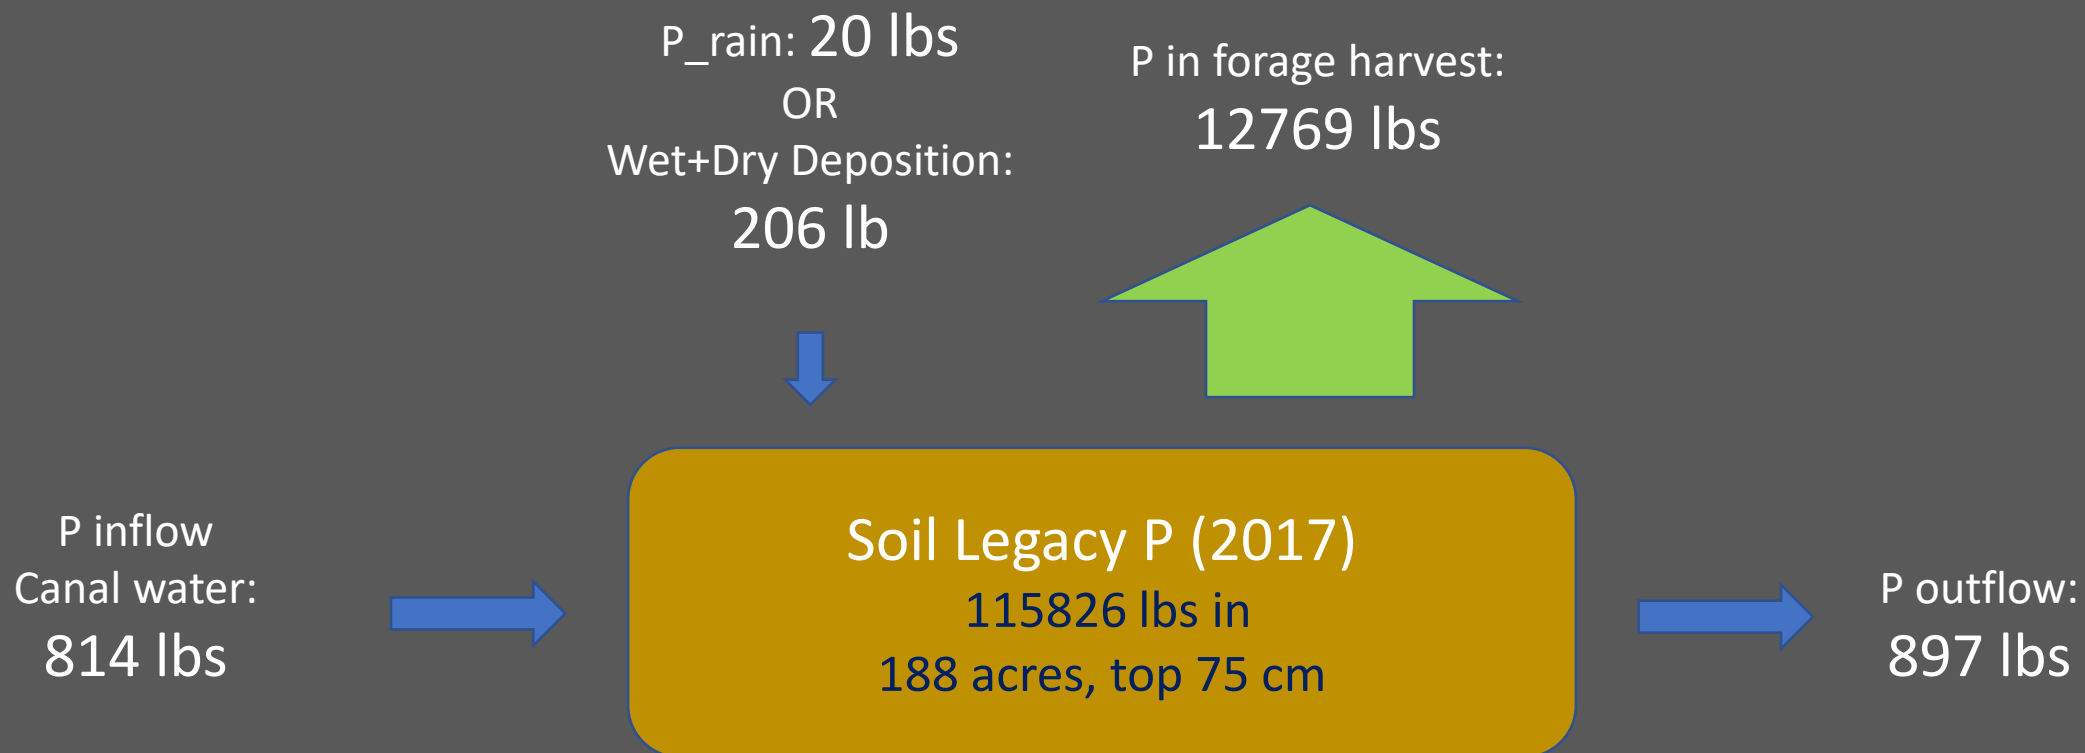 P_rain: 20 lbs
OR
Wet+Dry Deposition:
206 lb
P in forage harvest:
12769 lbs
P inflow
Canal water:
814 lbs
Soil Legacy P (2017)
115826 lbs in
188 acres, top 75 cm
P outflow:
897 lbs